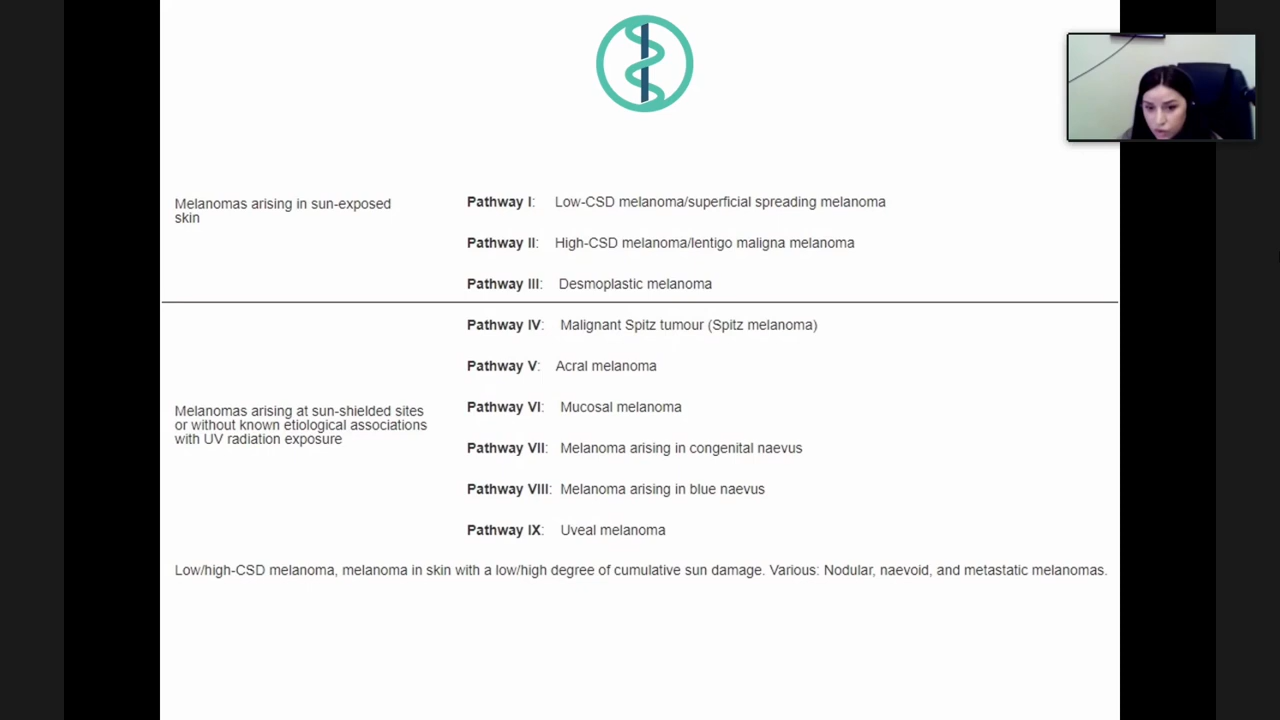 Melanomas arising in sun-exposed
skin
Pathway I: Low-CSD melanoma/superficial spreading melanoma
Pathway II: High-CSD melanoma/lentigo maligna melanoma
Pathway III: Desmoplastic melanoma
Melanomas arising at sun-shielded sites
or without known etiological associations
with UV radiation exposure
Pathway IV: Malignant Spitz tumour (Spitz melanoma)
Pathway V: Acral melanoma
Pathway VI: Mucosal melanoma
Pathway VII: Melanoma arising in congenital naevus
Pathway VIII: Melanoma arising in blue naevus
Pathway IX: Uveal melanoma
Low/high-CSD melanoma, melanoma in skin with a low/high degree of cumulative sun damage. Various: Nodular, naevoid, and metastatic melanomas.